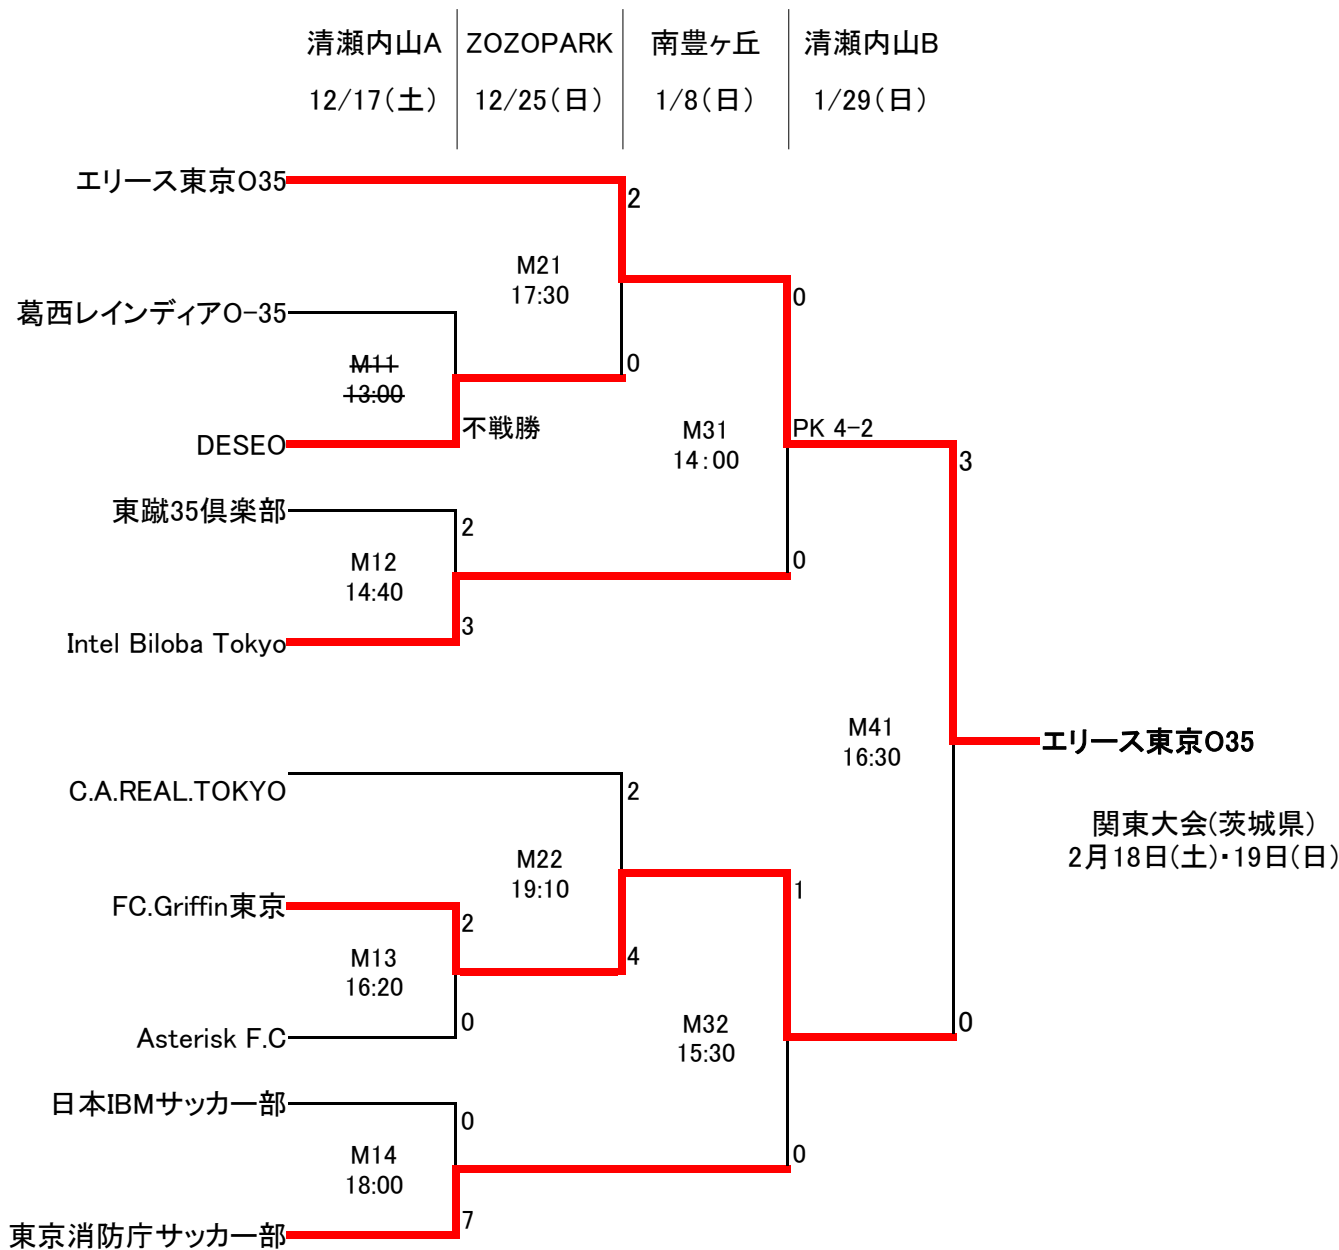 清瀬内山A ZOZOPARK 南豊ヶ丘 清瀬内山B
12/17(土) 12/25(日) 1/8(日) 1/29(日)
エリース東京O35
2
M21
17:30
葛西レインディアO-35
0
M11
13:00
0
不戦勝
DESEO
M31
14:00
PK 4-2
3
東蹴35倶楽部
2
M12
14:40
0
3
Intel Biloba Tokyo
M41
16:30
エリース東京O35
C.A.REAL.TOKYO
2
関東大会(茨城県)
2月18日(土)・19日(日)
M22
19:10
1
FC.Griffin東京
2
4
M13
16:20
0
Asterisk F.C
M32
15:30
0
日本IBMサッカー部
0
M14
18:00
0
7
東京消防庁サッカー部